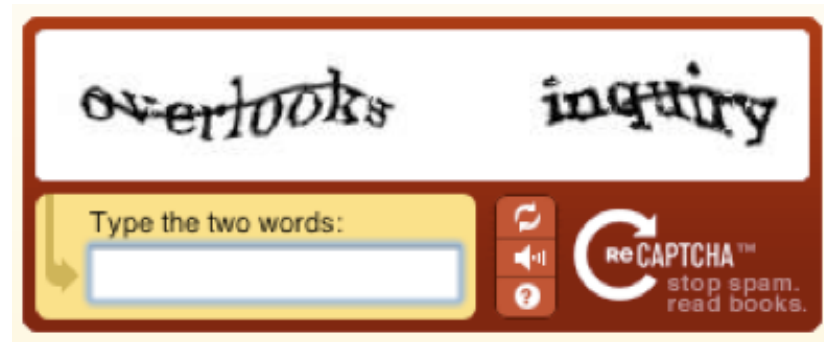 overlooks inquiry
Type the two words:
ReCAPTCHA™
stop spam.
read books.